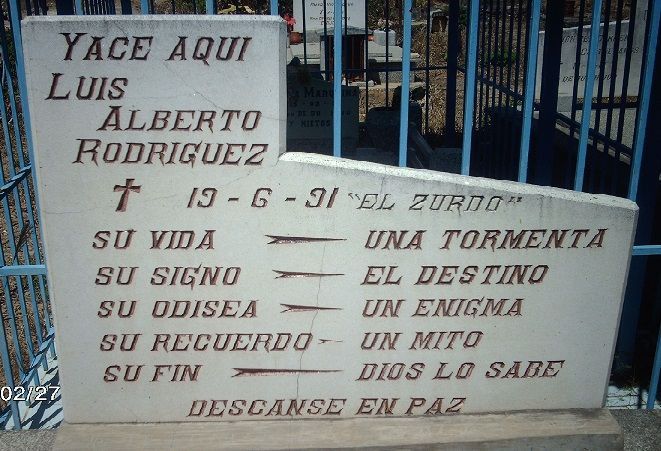 YACE AQUI
LUIS
ALBERTO
RODRIGUEZ
✝ 19 - 6 - 91 "EL ZURDO"
SU VIDA UNA TORMENTA
SU SIGNO EL DESTINO
SU ODISEA UN ENIGMA
SU RECUERDO UN MITO
SU FIN DIOS LO SABE
DESCANSE EN PAZ
02/27